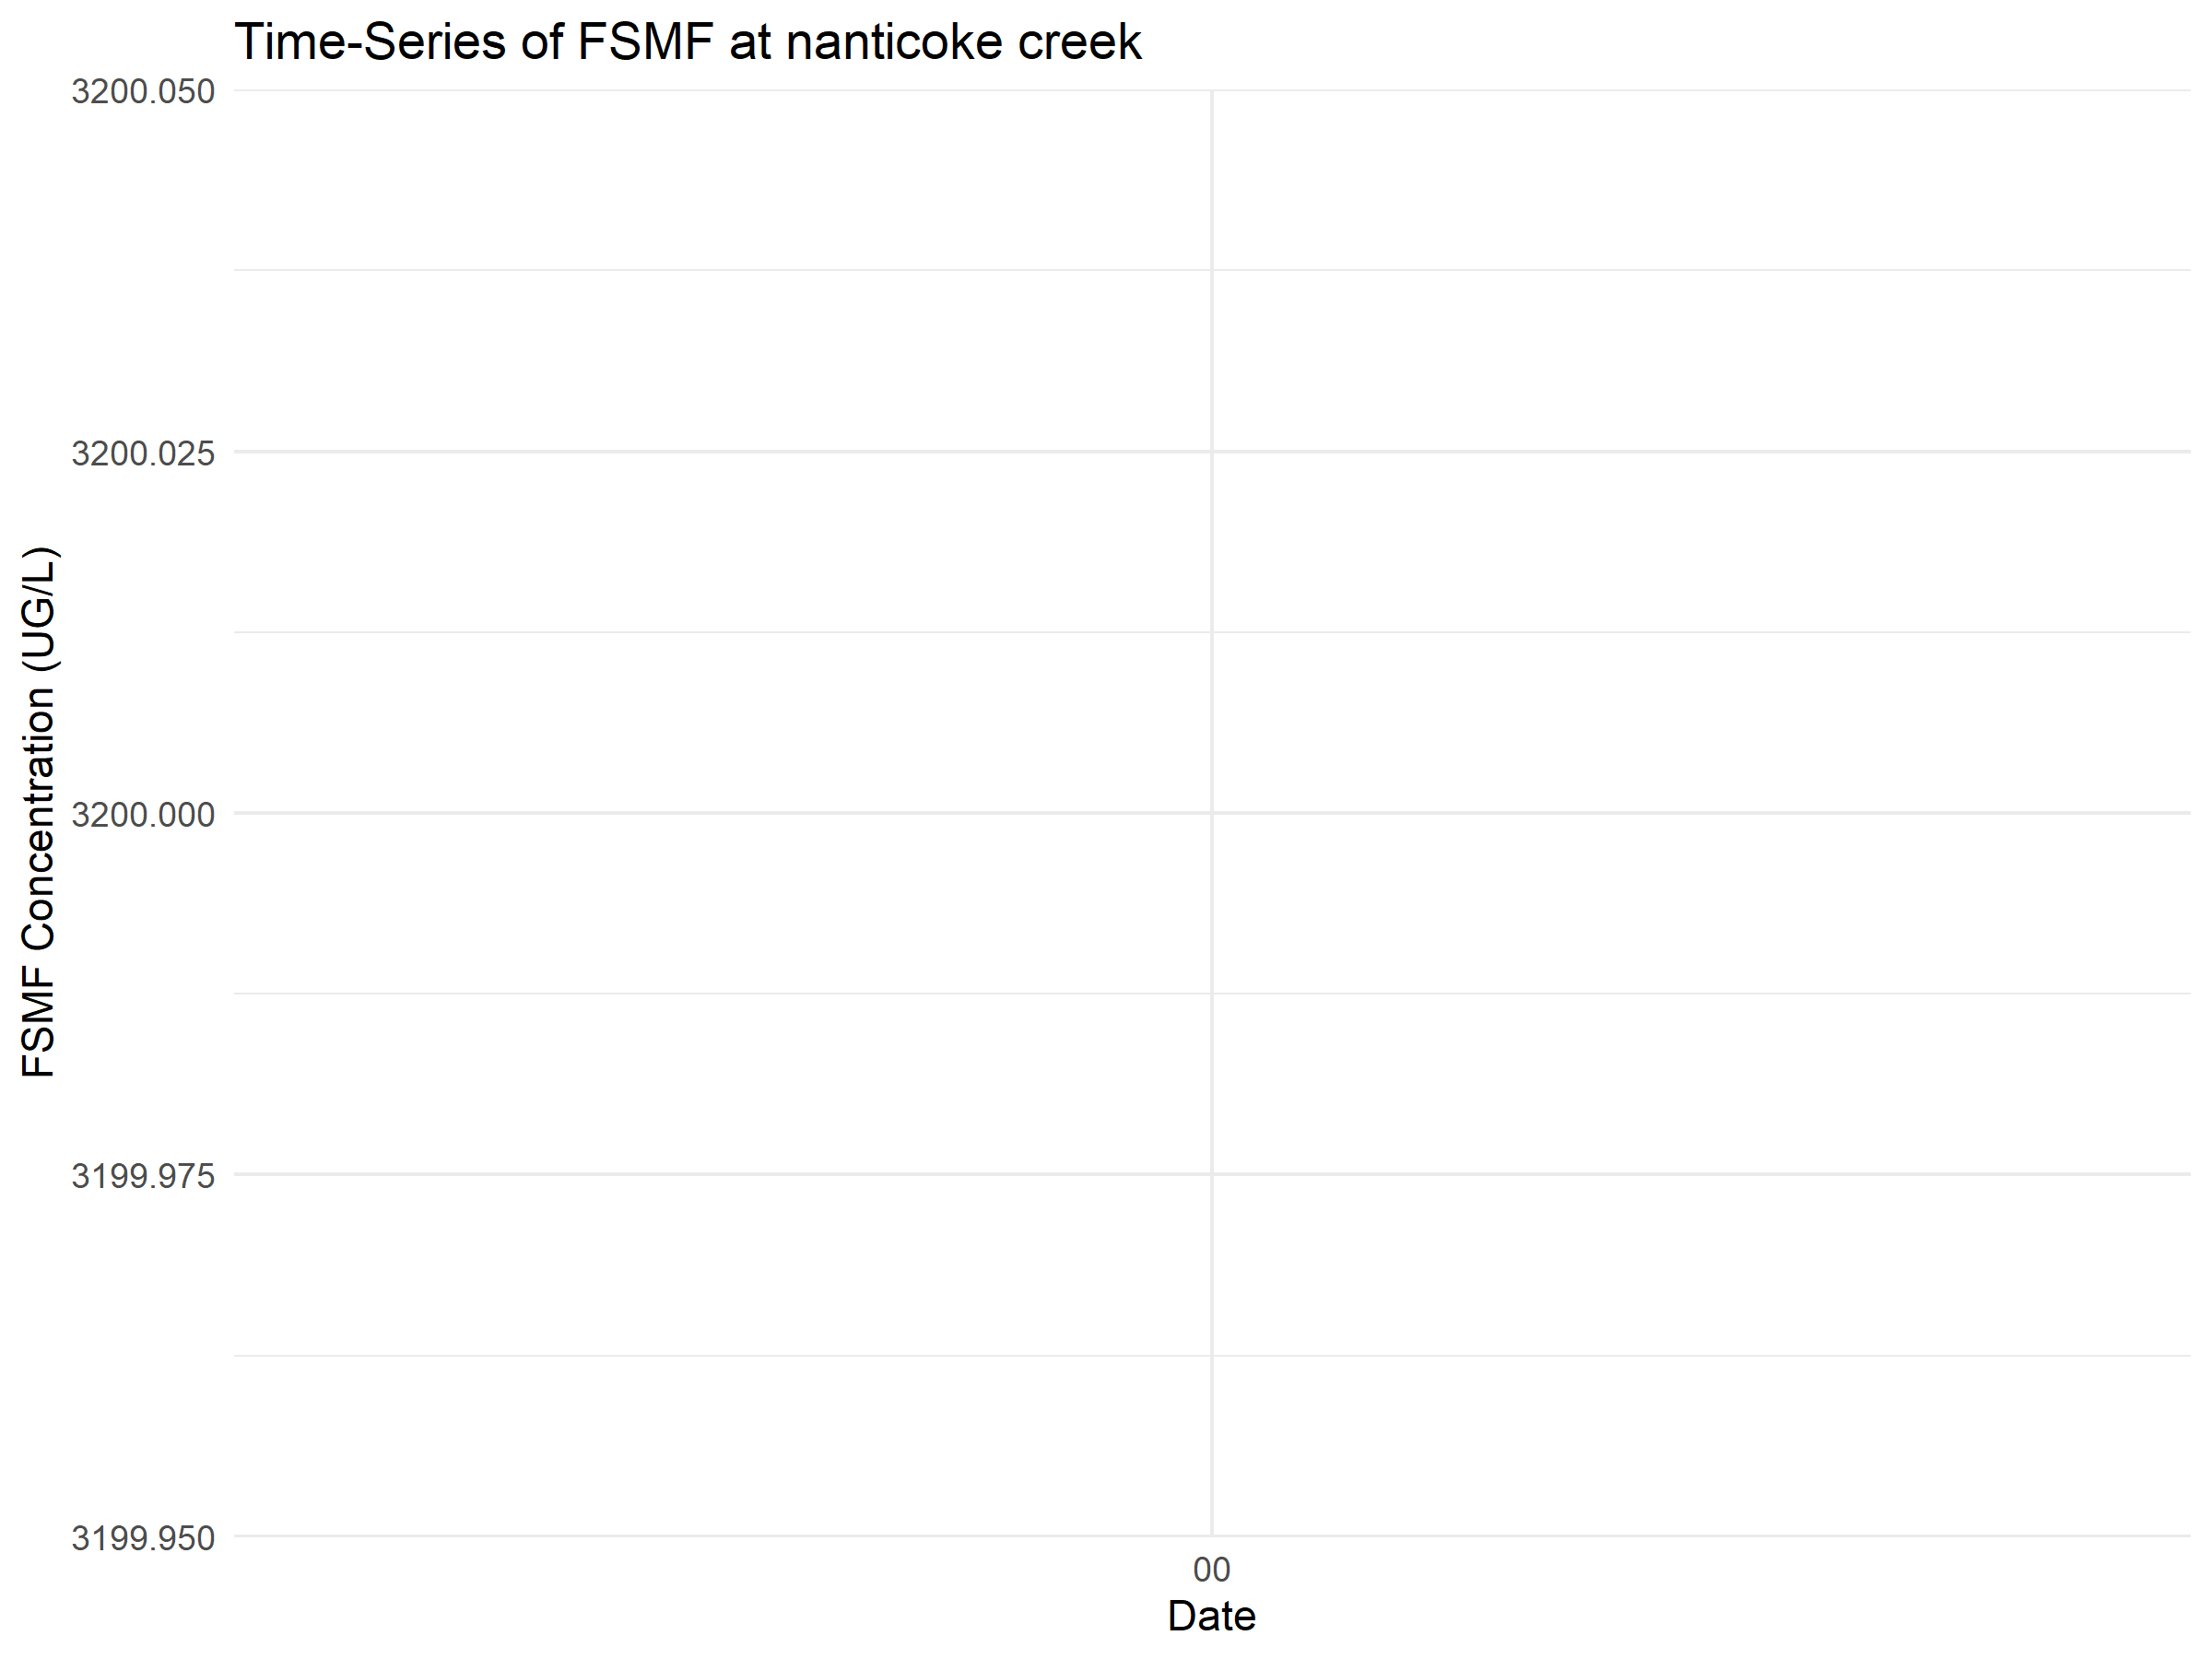 Time-Series of FSMF at nanticoke creek
3200.050
3200.025
3200.000
3199.975
3199.950
FSMF Concentration (UG/L)
00
Date